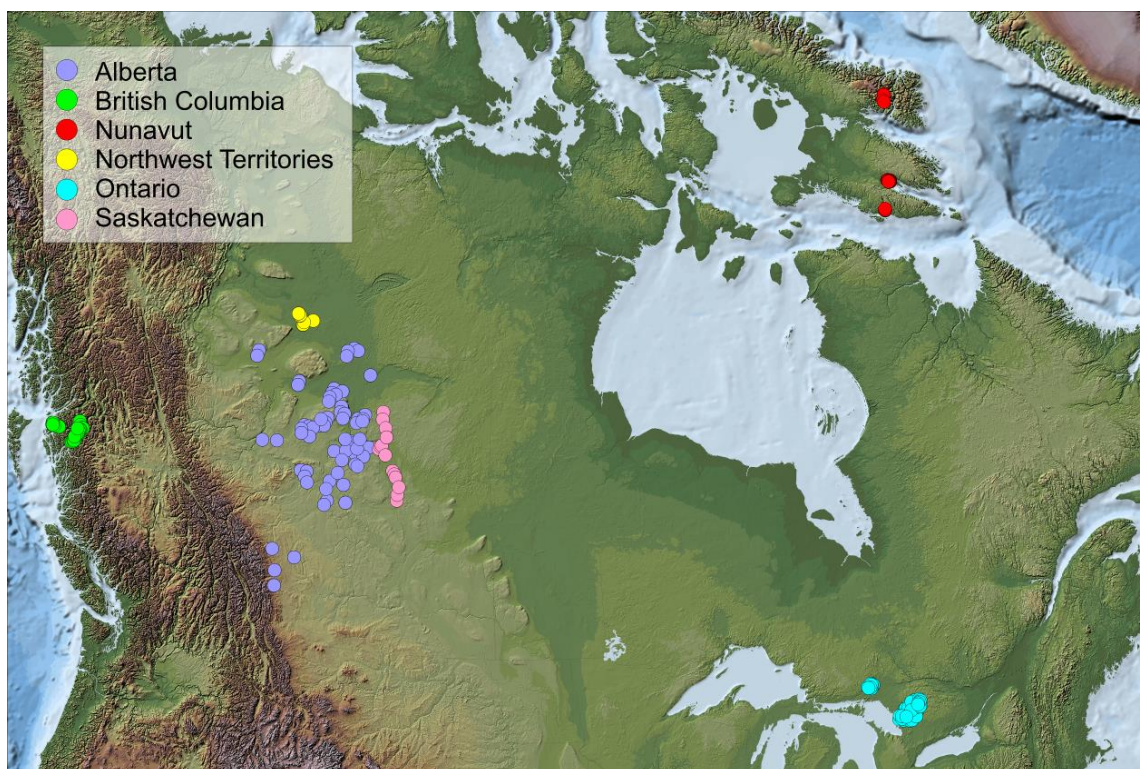 Alberta
British Columbia
Nunavut
Northwest Territories
Ontario
Saskatchewan